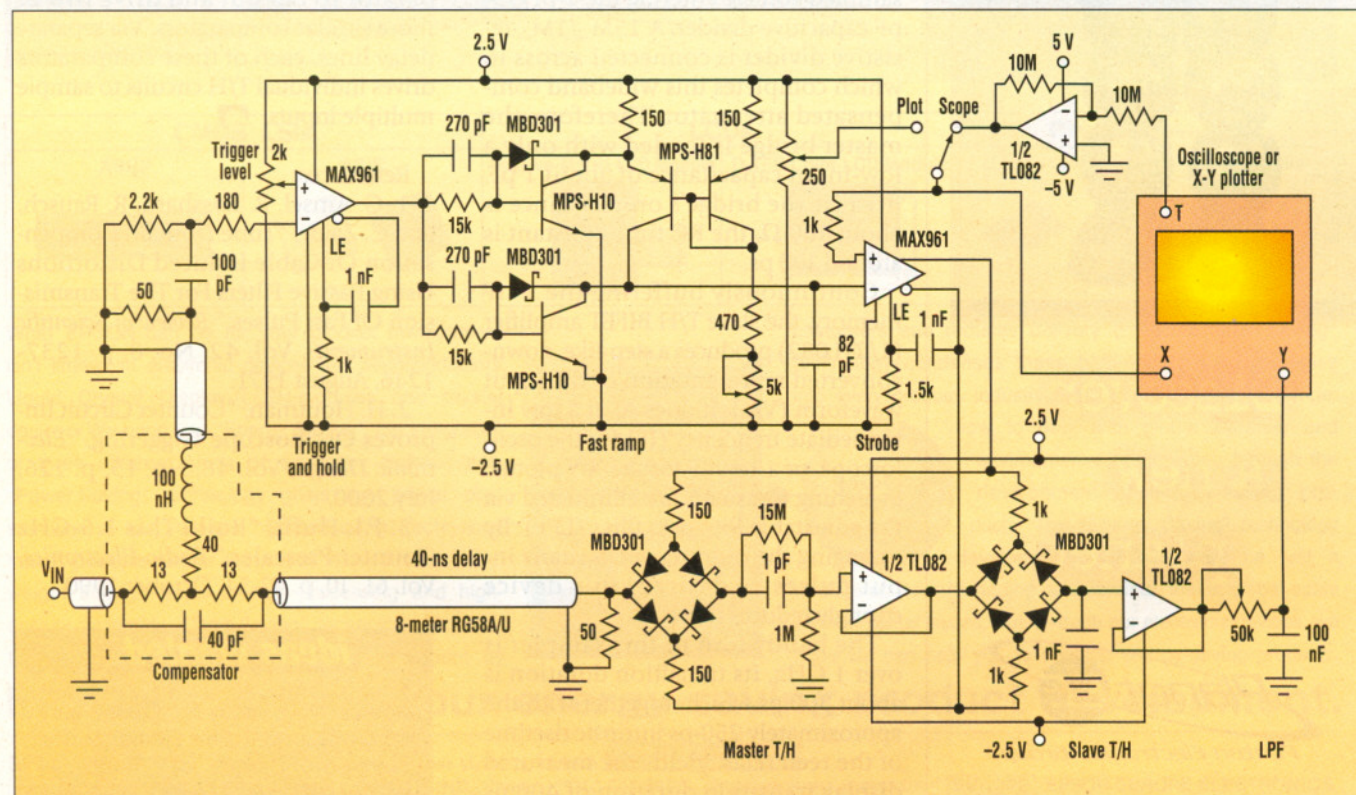 2.5 V
5 V
10M
10M
1/2
TL082
–5 V
Plot
Scope
Oscilloscope or
X-Y plotter
T
X
Y
Trigger
level
2k
MAX961
LE
2.2k
180
100
pF
50
1 nF
1k
Trigger
and hold
270 pF
MBD301
15k
MPS-H10
270 pF
MBD301
15k
MPS-H10
150
MPS-H81
150
250
1k
MAX961
LE
470
5k
82
pF
1 nF
1.5k
–2.5 V
Fast ramp
Strobe
100
nH
40
VIN
13
13
40 pF
Compensator
40-ns delay
8-meter RG58A/U
50
MBD301
150
150
15M
1 pF
1M
1/2 TL082
2.5 V
1k
MBD301
1k
1 nF
1/2
TL082
50k
100
nF
Master T/H
–2.5 V
Slave T/H
LPF